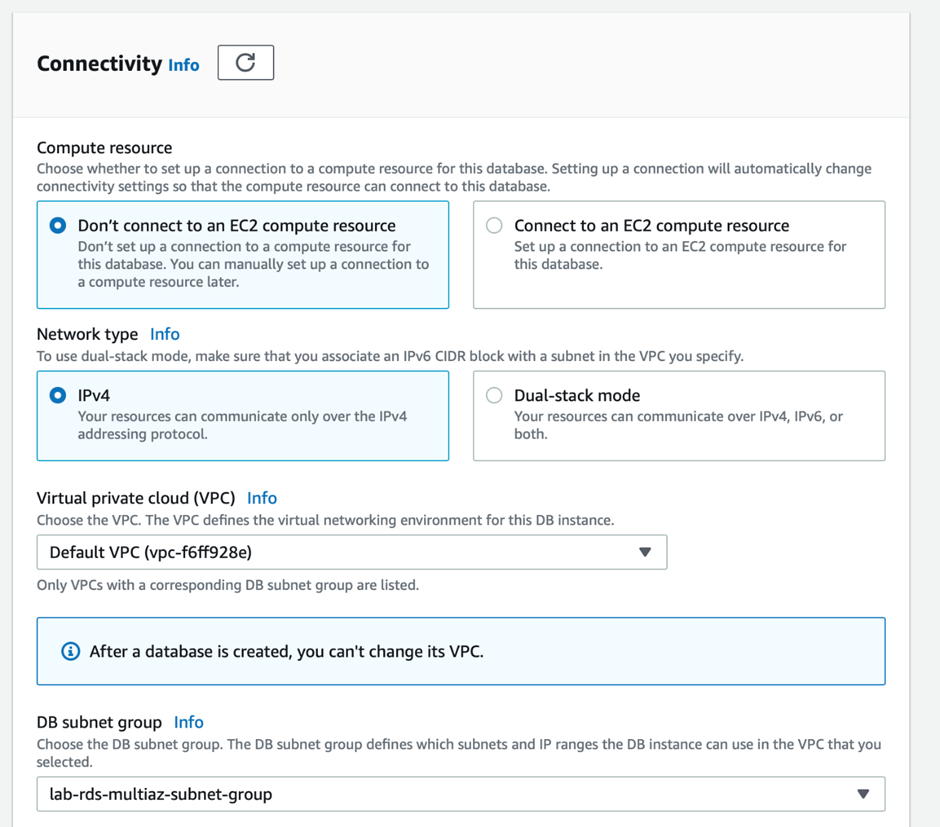 Connectivity Info
Compute resource
Choose whether to set up a connection to a compute resource for this database. Setting up a connection will automatically change
connectivity settings so that the compute resource can connect to this database.
Don’t connect to an EC2 compute resource
Don’t set up a connection to a compute resource for
this database. You can manually set up a connection to
a compute resource later.
Connect to an EC2 compute resource
Set up a connection to an EC2 compute resource for
this database.
Network type Info
To use dual-stack mode, make sure that you associate an IPv6 CIDR block with a subnet in the VPC you specify.
IPv4
Your resources can communicate only over the IPv4
addressing protocol.
Dual-stack mode
Your resources can communicate over IPv4, IPv6, or
both.
Virtual private cloud (VPC) Info
Choose the VPC. The VPC defines the virtual networking environment for this DB instance.
Default VPC (vpc-f6ff928e)
Only VPCs with a corresponding DB subnet group are listed.
After a database is created, you can't change its VPC.
DB subnet group Info
Choose the DB subnet group. The DB subnet group defines which subnets and IP ranges the DB instance can use in the VPC that you
selected.
lab-rds-multiaz-subnet-group